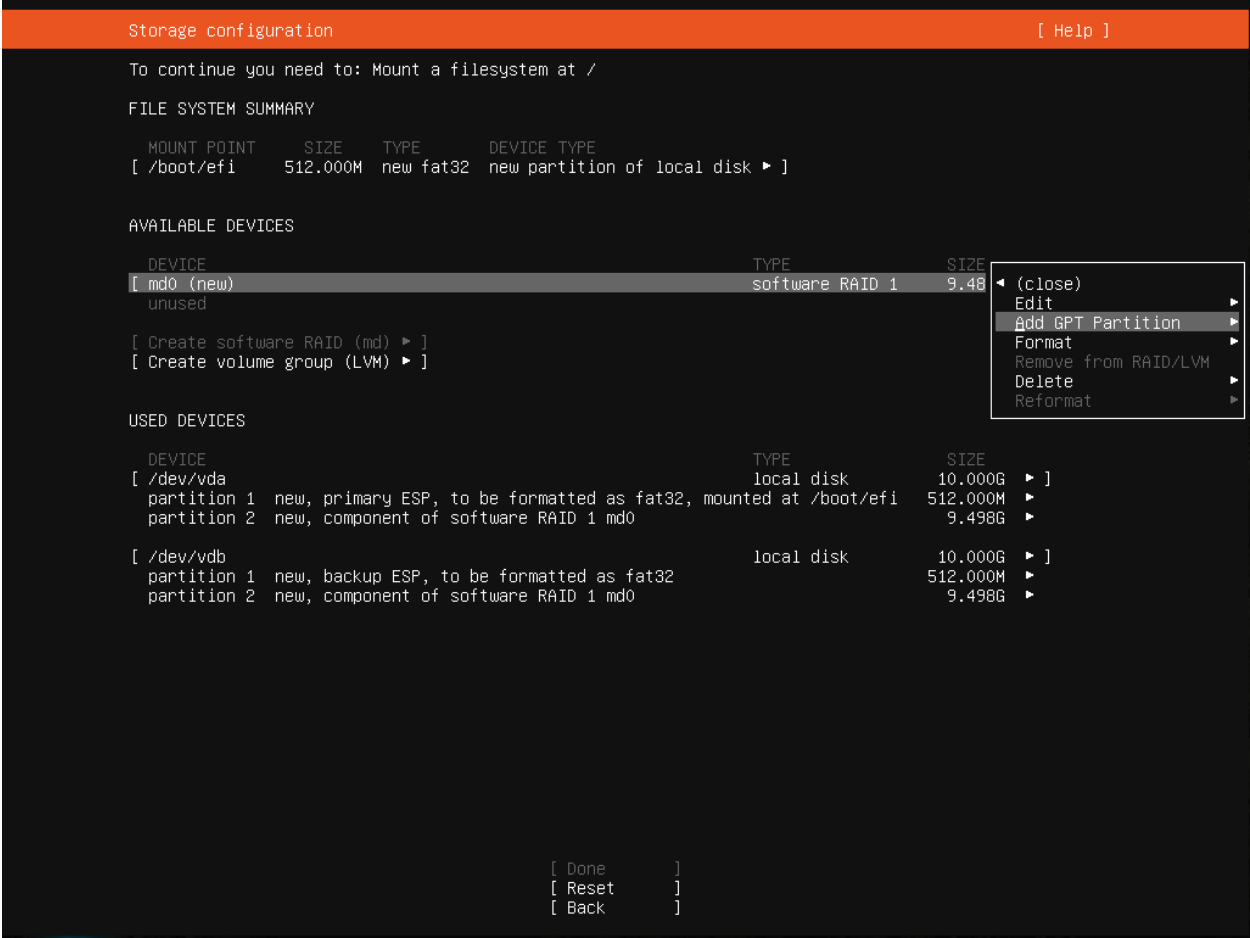 Storage configuration [ Help ]
To continue you need to: Mount a filesystem at /
FILE SYSTEM SUMMARY
MOUNT POINT SIZE TYPE DEVICE TYPE
[ /boot/efi 512.000M new fat32 new partition of local disk ▸ ]
AVAILABLE DEVICES
DEVICE TYPE SIZE
[ md0 (new) software RAID 1 9.48 ◂ (close)
unused Edit ▸
Add GPT Partition ▸
[ Create software RAID (md) ▸ ] Format ▸
[ Create volume group (LVM) ▸ ] Remove from RAID/LVM
Delete ▸
Reformat ▸
USED DEVICES
DEVICE TYPE SIZE
[ /dev/vda local disk 10.000G ▸ ]
partition 1 new, primary ESP, to be formatted as fat32, mounted at /boot/efi 512.000M ▸
partition 2 new, component of software RAID 1 md0 9.498G ▸
[ /dev/vdb local disk 10.000G ▸ ]
partition 1 new, backup ESP, to be formatted as fat32 512.000M ▸
partition 2 new, component of software RAID 1 md0 9.498G ▸
[ Done ]
[ Reset ]
[ Back ]